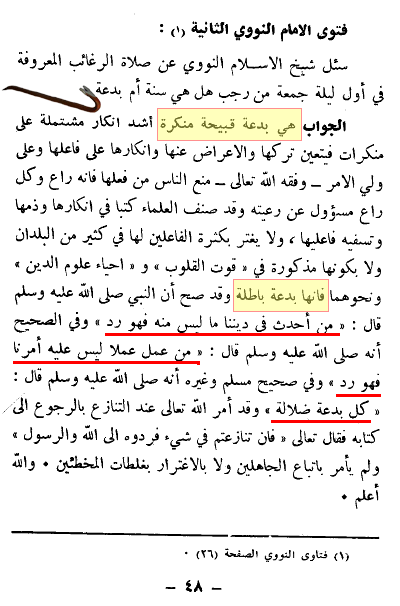 فتوى الامام النووي الثانية (١) :
سئل شيخ الاسلام النووي عن صلاة الرغائب المعروفة
في أول ليلة جمعة من رجب هل هي سنة أم بدعة
الجواب هي بدعة قبيحة منكرة أشد انكار مشتملة على
منكرات فيتعين تركها والاعراض عنها وانكارها على فاعلها وعلى
ولي الامر ــ وفقه الله تعالى ــ منع الناس من فعلها فانه راع وكل
راع مسؤول عن رعيته وقد صنف العلماء كتبا في انكارها وذمها
وتسفيه فاعلها ، ولا يغتر بكثرة الفاعلين لها في كثير من البلدان
ولا بكونها مذكورة في « قوت القلوب » و « احياء علوم الدين »
ونحوهما فانها بدعة باطلة وقد صح أن النبي صلى الله عليه وسلم
قال : « من أحدث في ديننا ما ليس منه فهو رد » وفي الصحيح
أنه صلى الله عليه وسلم قال : « من عمل عملا ليس عليه أمرنا
فهو رد » وفي صحيح مسلم وغيره أنه صلى الله عليه وسلم قال :
« كل بدعة ضلالة » وقد أمر الله تعالى عند التنازع بالرجوع الى
كتابه فقال تعالى « فان تنازعتم في شيء فردوه الى الله والرسول »
ولم يأمر باتباع الجاهلين ولا بالاغترار بغلطات المخطئين ٠ والله
أعلم ٠
(١) فتاوى النووي الصفحة (٢٦) ٠
ــ ٤٨ ــ